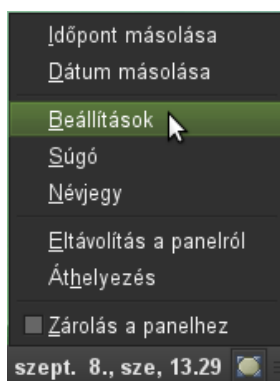 Időpont másolása
Dátum másolása
Beállítások
Súgó
Névjegy
Eltávolítás a panelról
Áthelyezés
Zárolás a panelhez
szept. 8., sze, 13.29